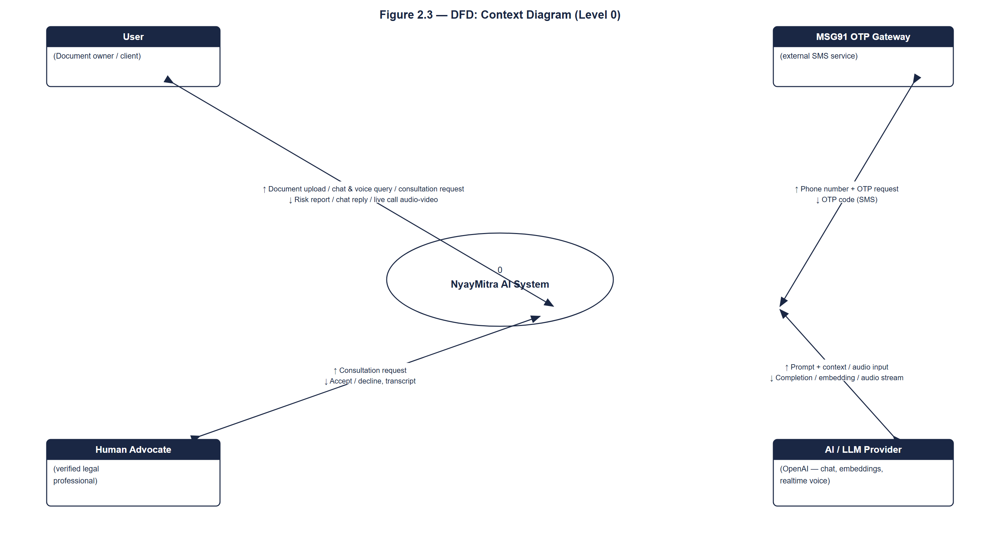 Figure 2.3 — DFD: Context Diagram (Level 0)
User
(Document owner / client)
MSG91 OTP Gateway
(external SMS service)
↑ Document upload / chat & voice query / consultation request
↓ Risk report / chat reply / live call audio-video
↑ Phone number + OTP request
↓ OTP code (SMS)
0
NyayMitra AI System
↑ Consultation request
↓ Accept / decline, transcript
↑ Prompt + context / audio input
↓ Completion / embedding / audio stream
Human Advocate
(verified legal
professional)
AI / LLM Provider
(OpenAI — chat, embeddings,
realtime voice)